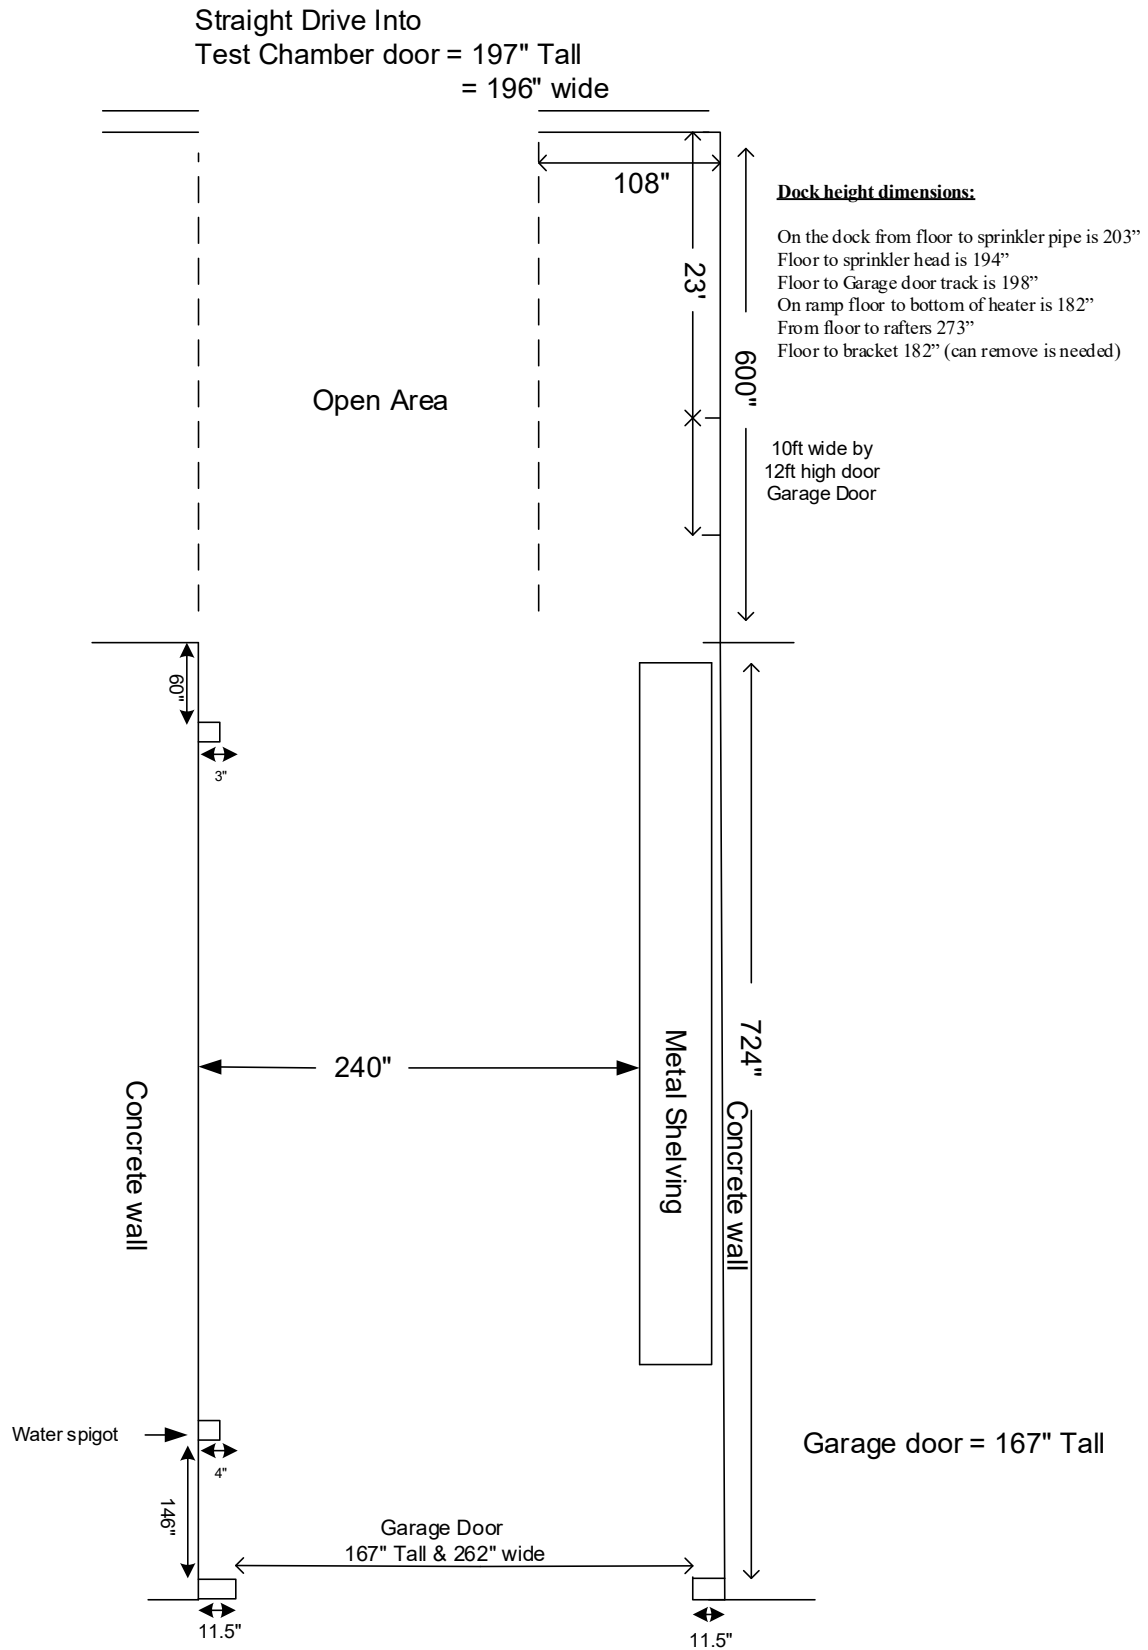 Straight Drive Into
Test Chamber door = 197" Tall
= 196" wide
108"
Dock height dimensions:
On the dock from floor to sprinkler pipe is 203”
Floor to sprinkler head is 194”
Floor to Garage door track is 198”
On ramp floor to bottom of heater is 182”
From floor to rafters 273”
Floor to bracket 182” (can remove is needed)
23'
600"
Open Area
10ft wide by
12ft high door
Garage Door
60"
3"
240"
Metal Shelving
724"
Concrete wall
Concrete wall
Water spigot
4"
Garage door = 167" Tall
146"
Garage Door
167" Tall & 262" wide
11.5"
11.5"